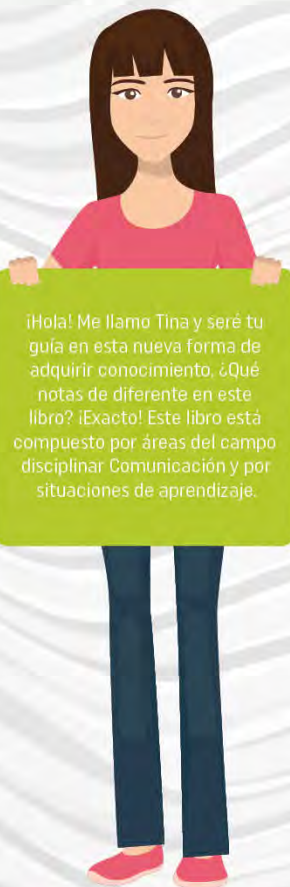 ¡Hola! Me llamo Tina y seré tu
guía en esta nueva forma de
adquirir conocimiento, ¿Qué
notas de diferente en este
libro? ¡Exacto! Este libro está
compuesto por áreas del campo
disciplinar Comunicación y por
situaciones de aprendizaje.